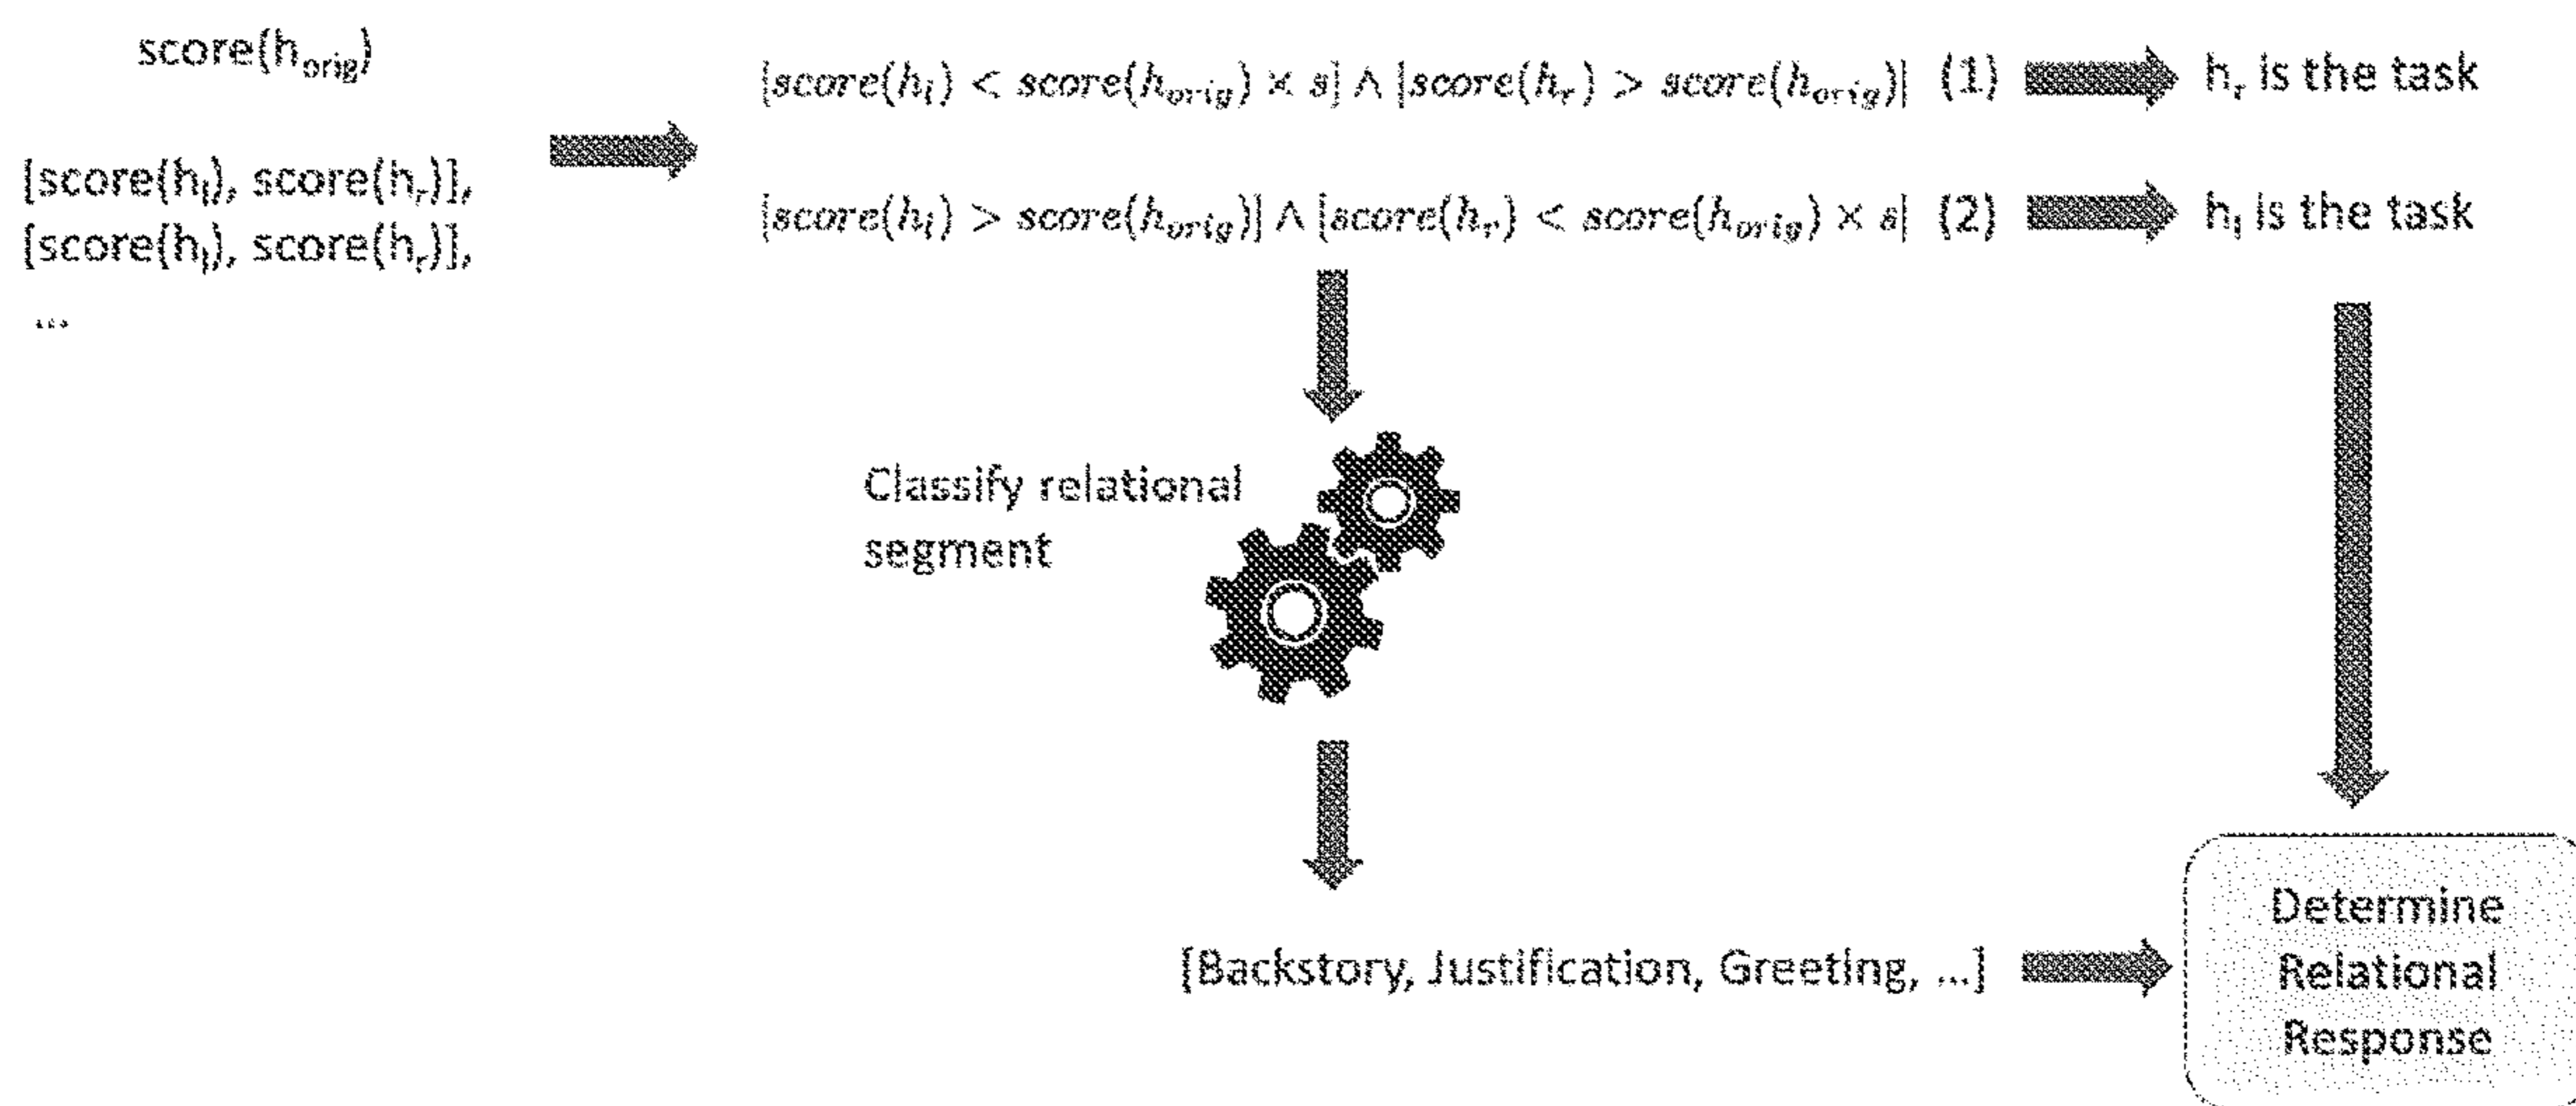 score(h_orig)
[score(h_l), score(h_r)],
[score(h_l), score(h_r)],
...
[score(h_l) < score(h_orig) × s] ∧ [score(h_r) > score(h_orig)] (1)
h_r is the task
[score(h_l) > score(h_orig)] ∧ [score(h_r) < score(h_orig) × s] (2)
h_l is the task
Classify relational
segment
[Backstory, Justification, Greeting, ...]
Determine
Relational
Response